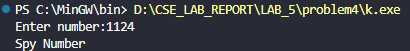 PS C:\MinGW\bin> D:\CSE_LAB_REPORT\LAB_5\problem4\k.exe
Enter number:1124
Spy Number